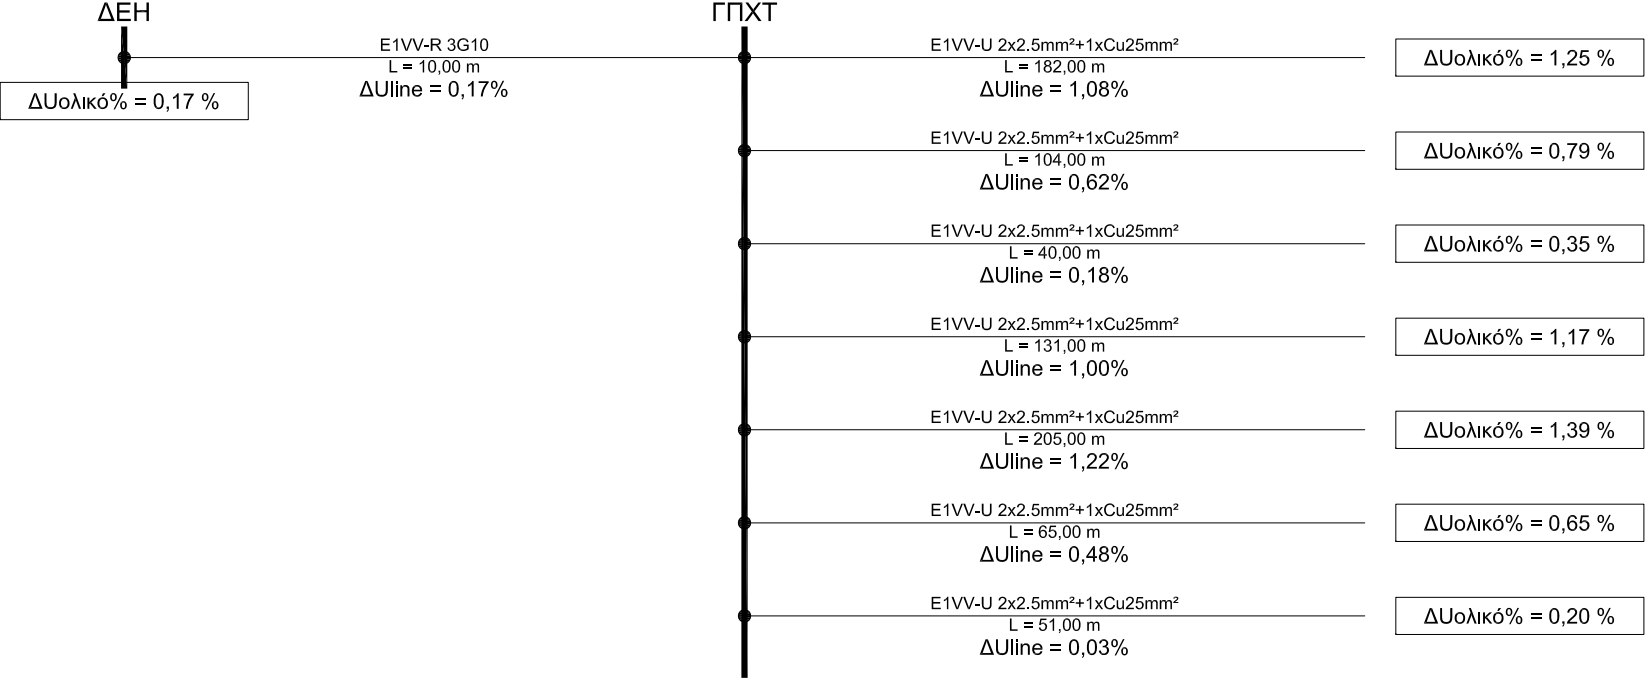 ΔΕΗ
ΓΠΧΤ
E1VV-R 3G10
L = 10,00 m
ΔUline = 0,17%
ΔUολικό% = 0,17 %
E1VV-U 2x2.5mm²+1xCu25mm²
L = 182,00 m
ΔUline = 1,08%
ΔUολικό% = 1,25 %
E1VV-U 2x2.5mm²+1xCu25mm²
L = 104,00 m
ΔUline = 0,62%
ΔUολικό% = 0,79 %
E1VV-U 2x2.5mm²+1xCu25mm²
L = 40,00 m
ΔUline = 0,18%
ΔUολικό% = 0,35 %
E1VV-U 2x2.5mm²+1xCu25mm²
L = 131,00 m
ΔUline = 1,00%
ΔUολικό% = 1,17 %
E1VV-U 2x2.5mm²+1xCu25mm²
L = 205,00 m
ΔUline = 1,22%
ΔUολικό% = 1,39 %
E1VV-U 2x2.5mm²+1xCu25mm²
L = 65,00 m
ΔUline = 0,48%
ΔUολικό% = 0,65 %
E1VV-U 2x2.5mm²+1xCu25mm²
L = 51,00 m
ΔUline = 0,03%
ΔUολικό% = 0,20 %